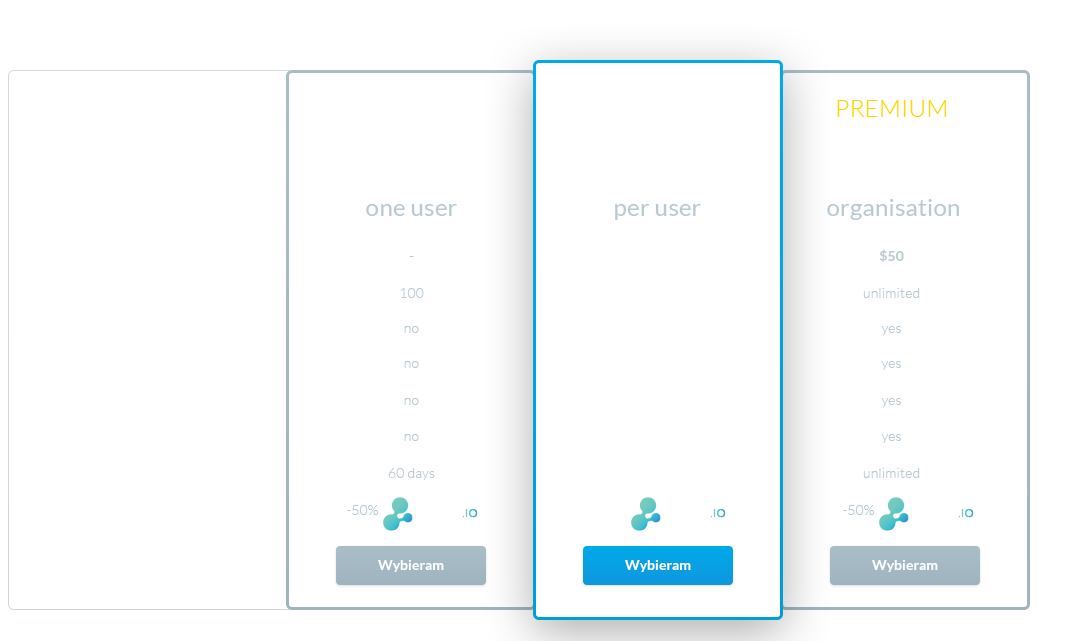 PREMIUM
one user per user organisation
- $50
100 unlimited
no yes
no yes
no yes
no yes
60 days unlimited
-50% .IO .IO -50% .IO
Wybieram Wybieram Wybieram